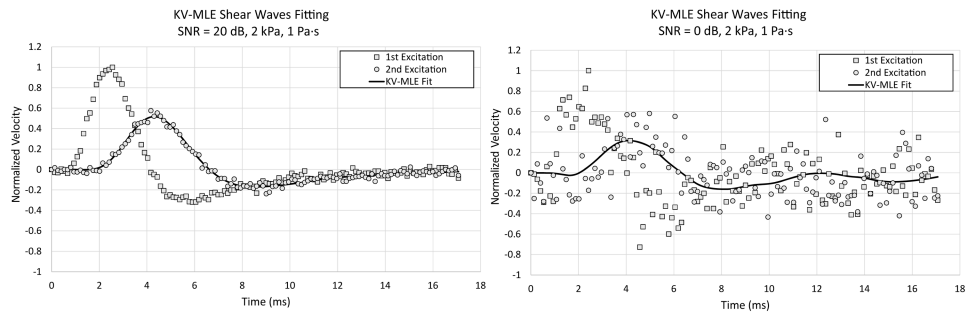 KV-MLE Shear Waves Fitting
SNR = 20 dB, 2 kPa, 1 Pa·s
1st Excitation
2nd Excitation
KV-MLE Fit
Normalized Velocity
1.2
1
0.8
0.6
0.4
0.2
0
-0.2
-0.4
-0.6
-0.8
-1
0 2 4 6 8 10 12 14 16 18
Time (ms)
KV-MLE Shear Waves Fitting
SNR = 0 dB, 2 kPa, 1 Pa·s
1st Excitation
2nd Excitation
KV-MLE Fit
Normalized Velocity
1.2
1
0.8
0.6
0.4
0.2
0
-0.2
-0.4
-0.6
-0.8
-1
0 2 4 6 8 10 12 14 16 18
Time (ms)